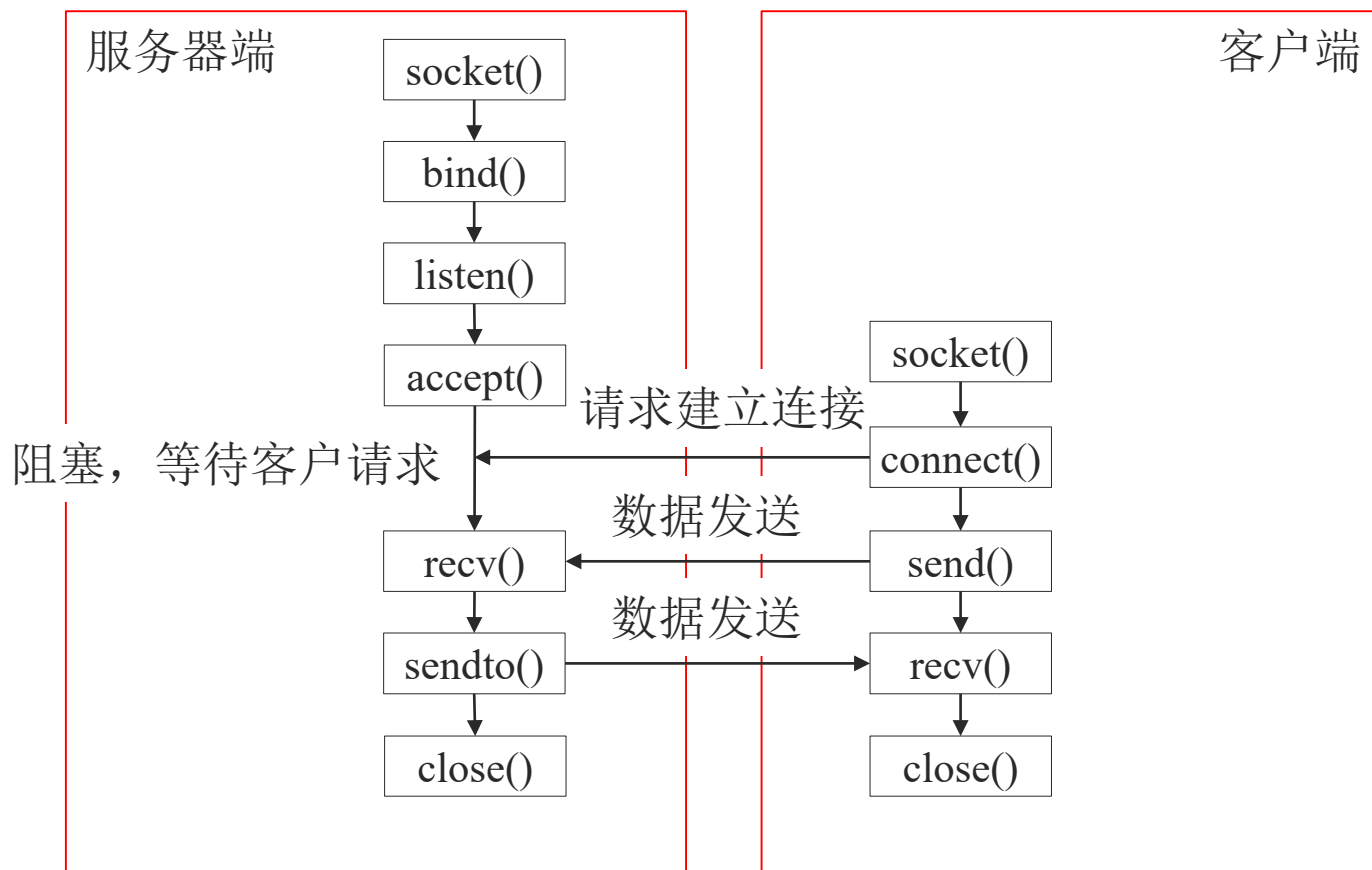 服务器端
客户端
socket()
bind()
listen()
accept()
socket()
请求建立连接
阻塞，等待客户请求
connect()
数据发送
recv()
send()
数据发送
sendto()
recv()
close()
close()